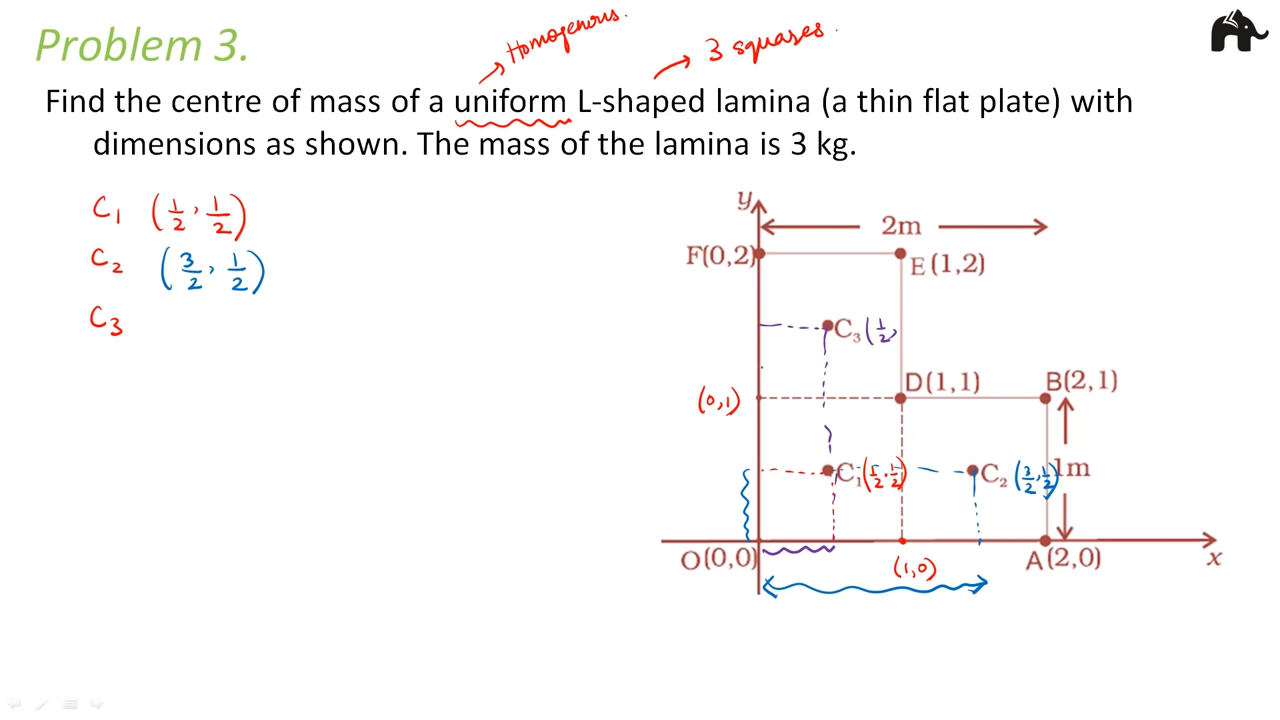 Problem 3.
Homogenous.
3 squares.
Find the centre of mass of a uniform L-shaped lamina (a thin flat plate) with
dimensions as shown. The mass of the lamina is 3 kg.
C₁ (1/2, 1/2)
C₂ (3/2, 1/2)
C₃
y
2m
F(0,2)
E (1,2)
C₃ (1/2,
D(1,1)
B(2,1)
(0,1)
C₁ (1/2, 1/2)
C₂ (3/2, 1/2)
1m
O(0,0)
(1,0)
A(2,0)
x